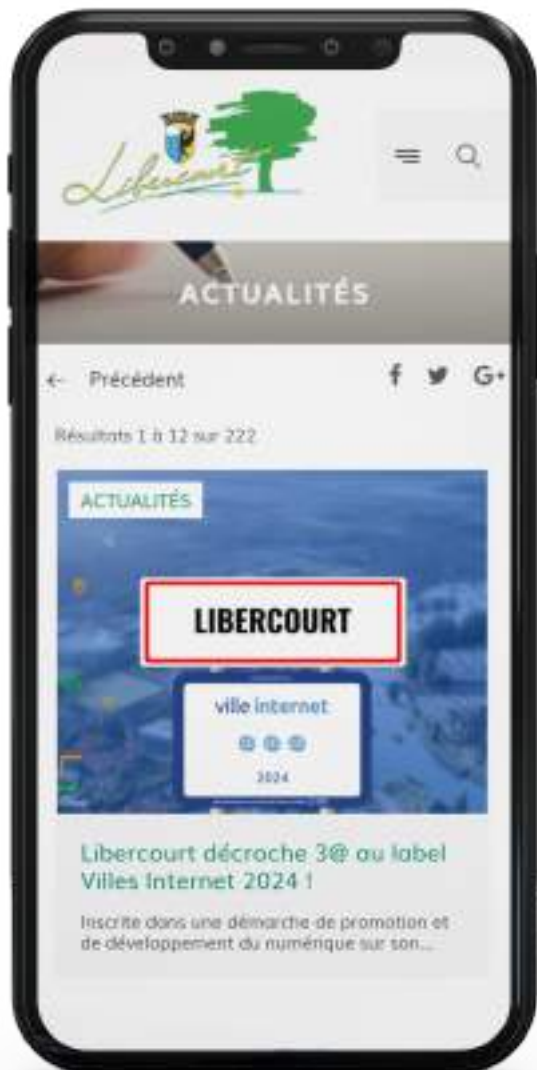 Libercourt
ACTUALITÉS
← Précédent
f G+
Résultats 1 à 12 sur 222
ACTUALITÉS
LIBERCOURT
ville internet
@ @ @
2024
Libercourt décroche 3@ au label
Villes Internet 2024 !
Inscrite dans une démarche de promotion et
de développement du numérique sur son...